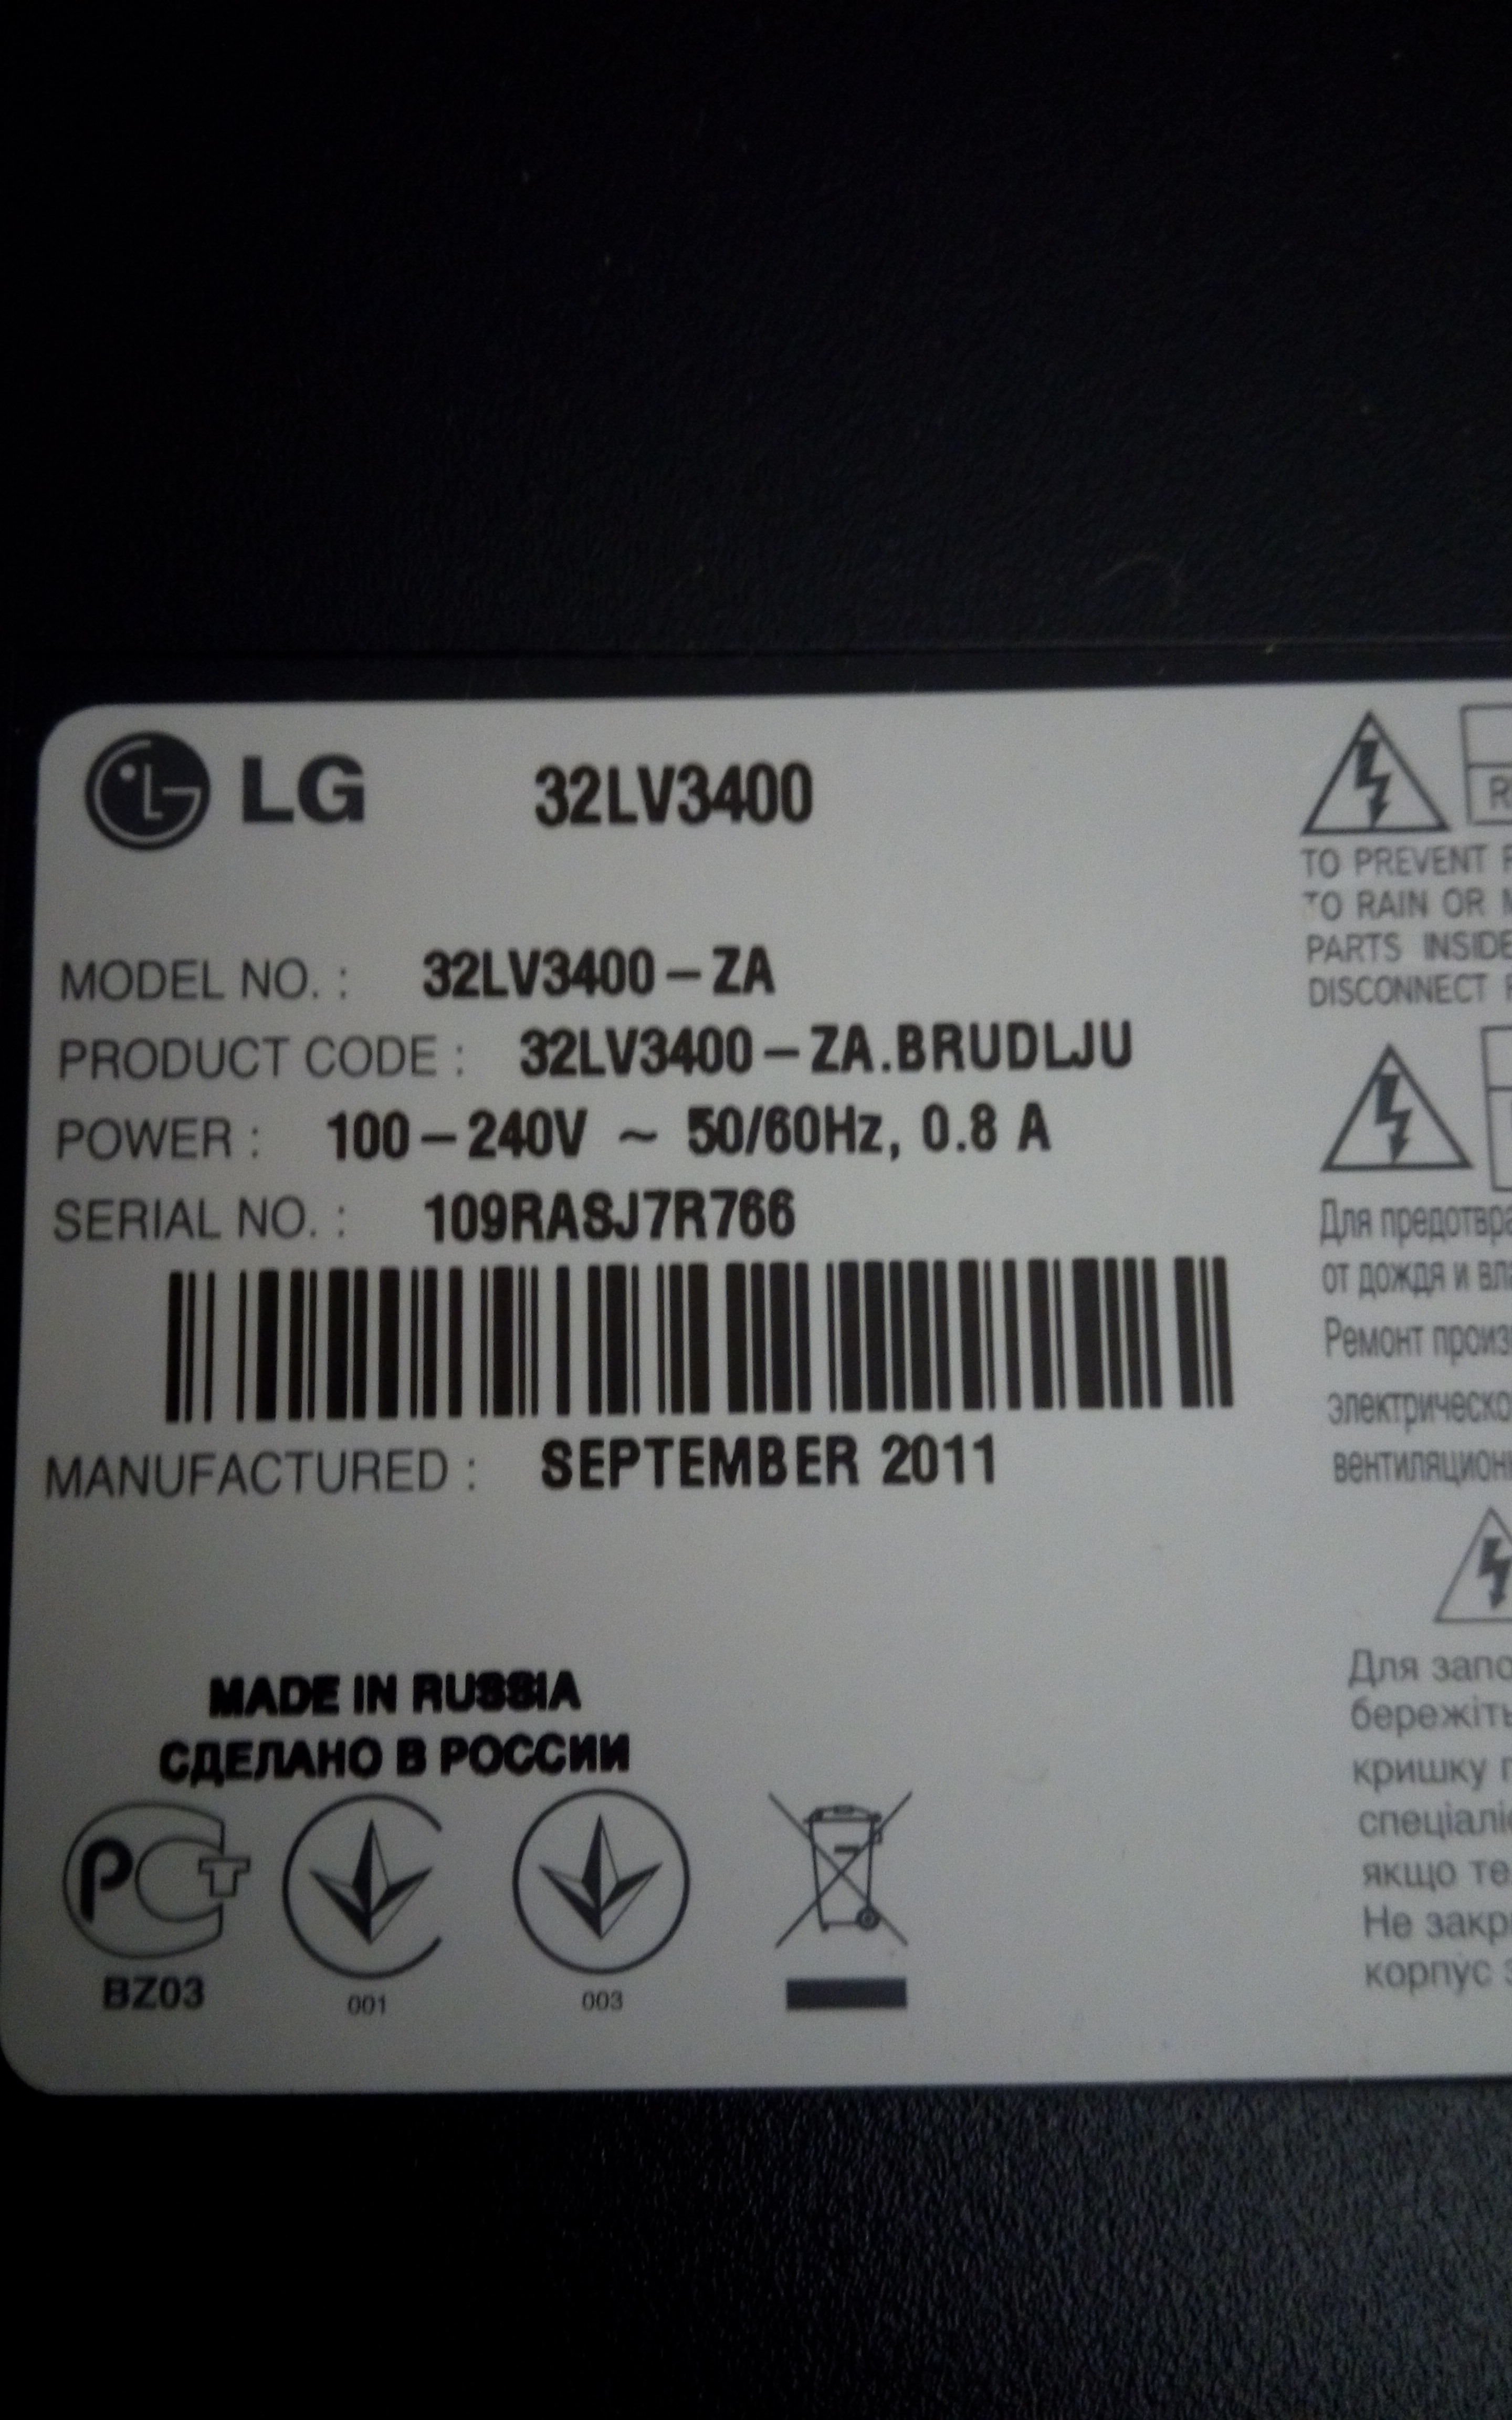 LG 32LV3400
MODEL NO. : 32LV3400-ZA
PRODUCT CODE : 32LV3400-ZA.BRUDLJU
POWER : 100-240V ~ 50/60Hz, 0.8 A
SERIAL NO. : 109RASJ7R766
MANUFACTURED : SEPTEMBER 2011
MADE IN RUSSIA
СДЕЛАНО В РОССИИ
РСТ
BZ03
001
003
TO PREVENT
TO RAIN OR
PARTS INSIDE
DISCONNECT
Для предотвра
от дождя и вла
Ремонт произ
электрическо
вентиляцион
Для запо
бережіть
кришку
спеціаліс
якщо те
Не закр
корпус